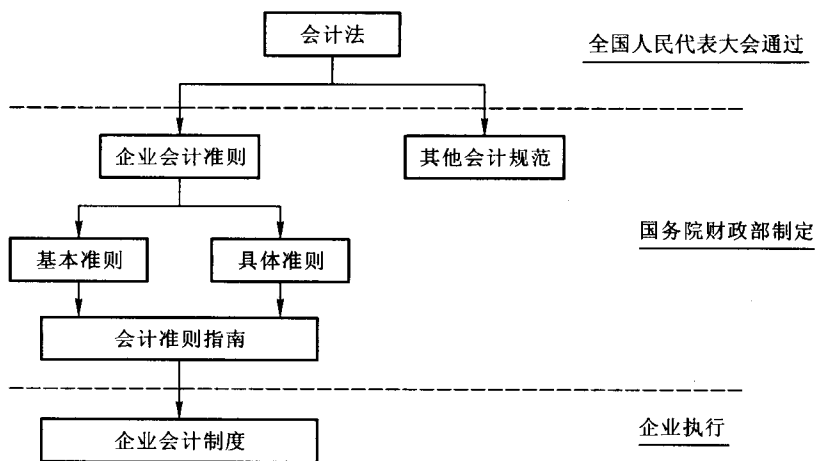 会计法
全国人民代表大会通过
企业会计准则
其他会计规范
国务院财政部制定
基本准则
具体准则
会计准则指南
企业执行
企业会计制度